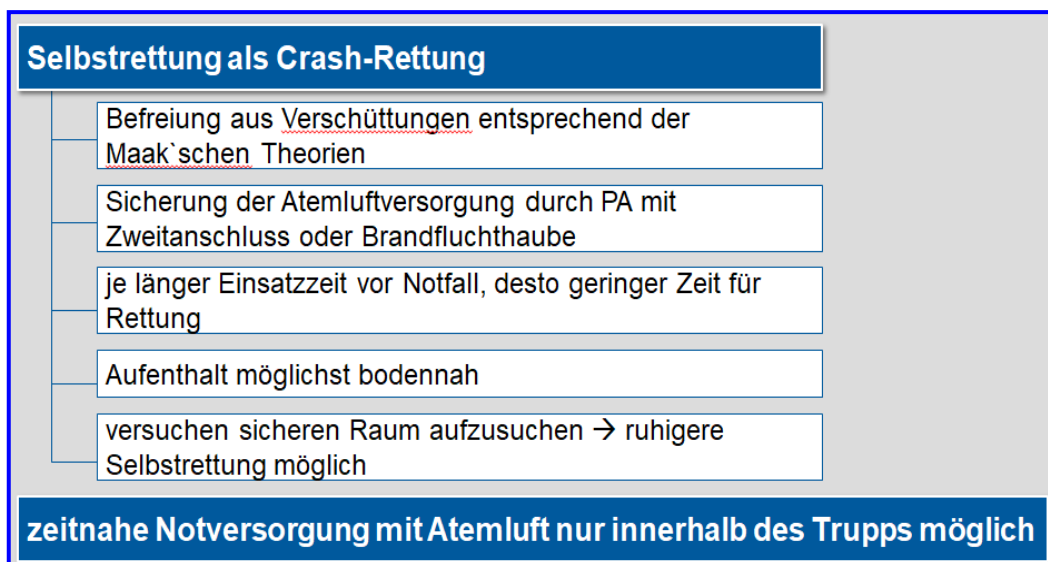 Selbstrettung als Crash-Rettung
Befreiung aus Verschüttungen entsprechend der
Maak`schen Theorien
Sicherung der Atemluftversorgung durch PA mit
Zweitanschluss oder Brandfluchthaube
je länger Einsatzzeit vor Notfall, desto geringer Zeit für
Rettung
Aufenthalt möglichst bodennah
versuchen sicheren Raum aufzusuchen → ruhigere
Selbstrettung möglich
zeitnahe Notversorgung mit Atemluft nur innerhalb des Trupps möglich